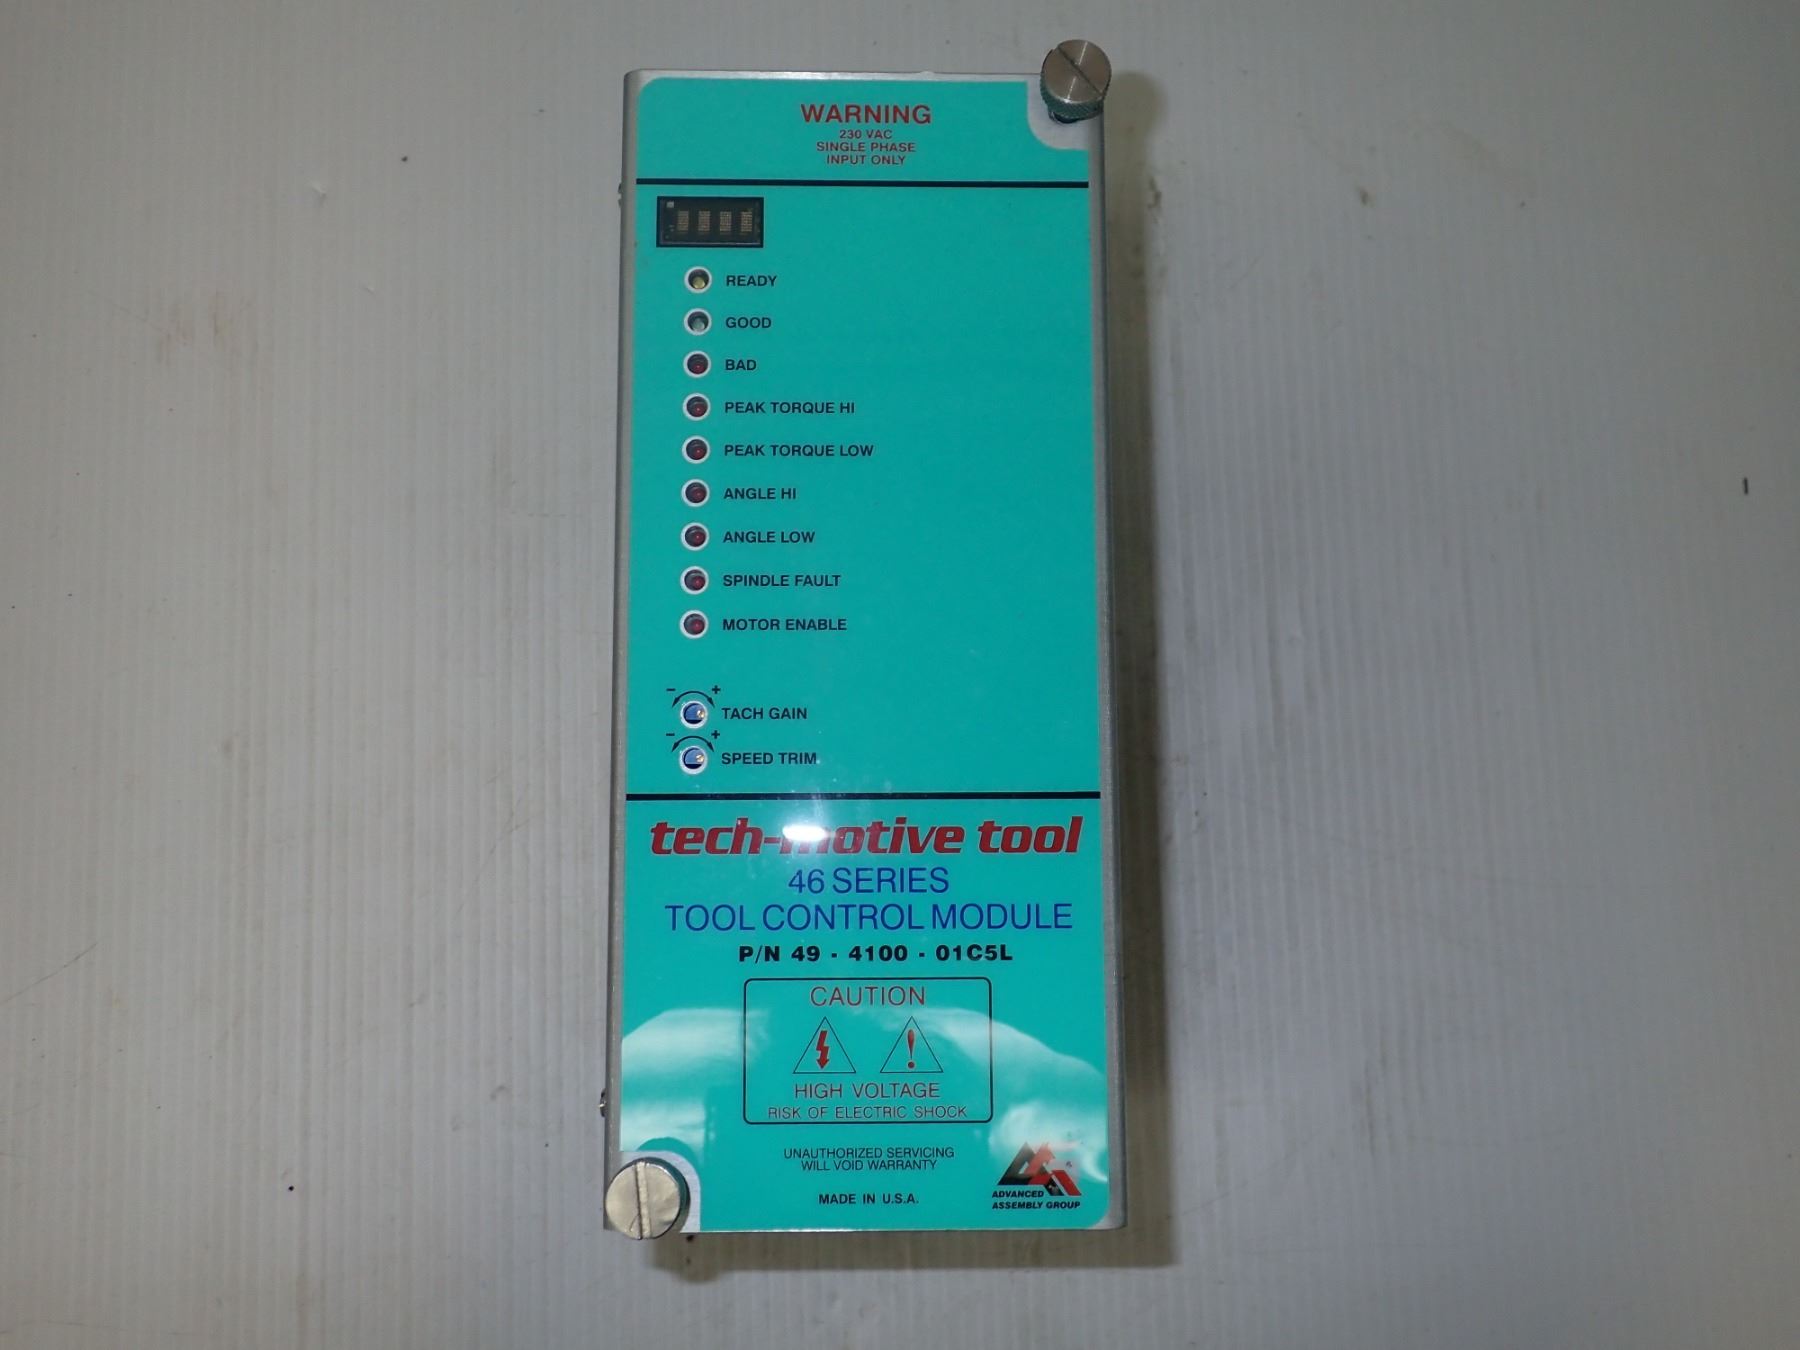 WARNING
230 VAC
SINGLE PHASE
INPUT ONLY
READY
GOOD
BAD
PEAK TORQUE HI
PEAK TORQUE LOW
ANGLE HI
ANGLE LOW
SPINDLE FAULT
MOTOR ENABLE
- +
TACH GAIN
- +
SPEED TRIM
tech-motive tool
46 SERIES
TOOL CONTROL MODULE
P/N 49 - 4100 - 01C5L
CAUTION
HIGH VOLTAGE
RISK OF ELECTRIC SHOCK
UNAUTHORIZED SERVICING
WILL VOID WARRANTY
MADE IN U.S.A.
ADVANCED
ASSEMBLY GROUP